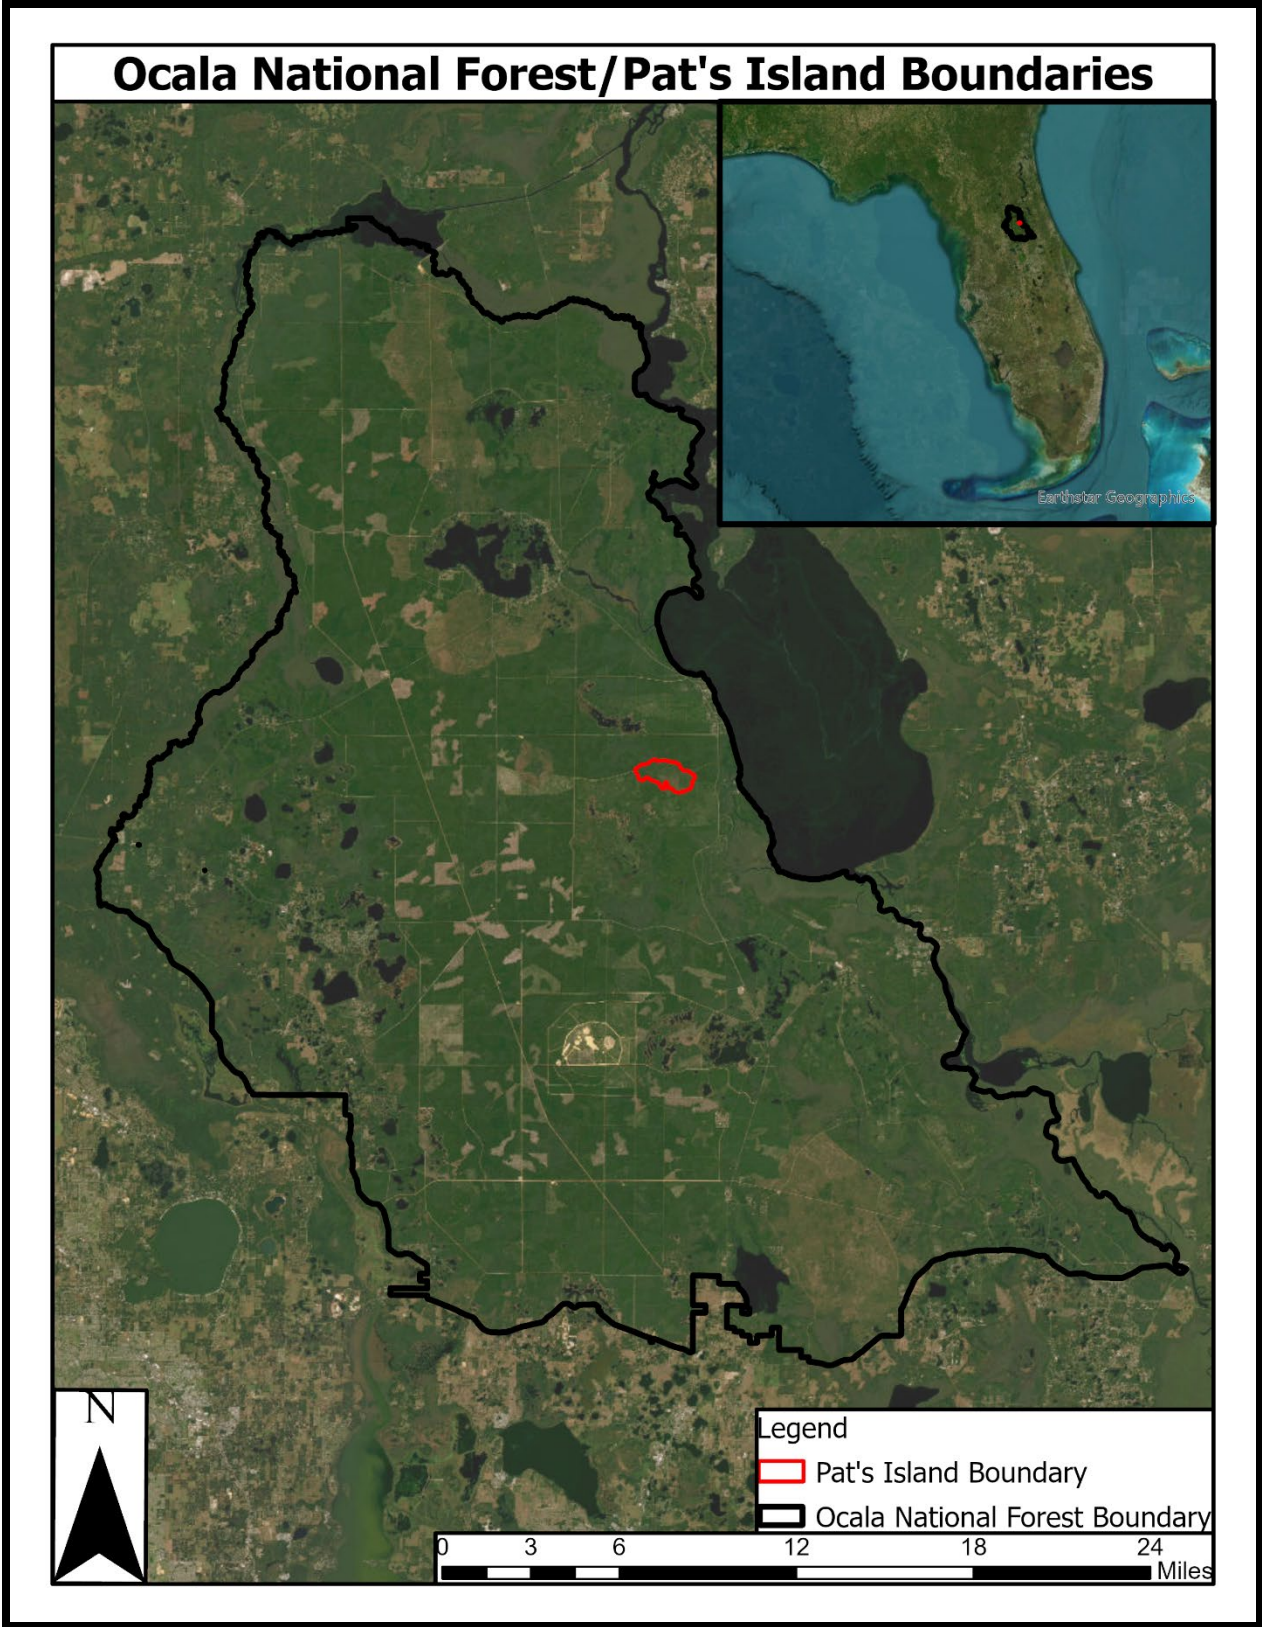 Ocala National Forest/Pat's Island Boundaries
Earthstar Geographics
N
Legend
Pat's Island Boundary
Ocala National Forest Boundary
0 3 6 12 18 24
Miles